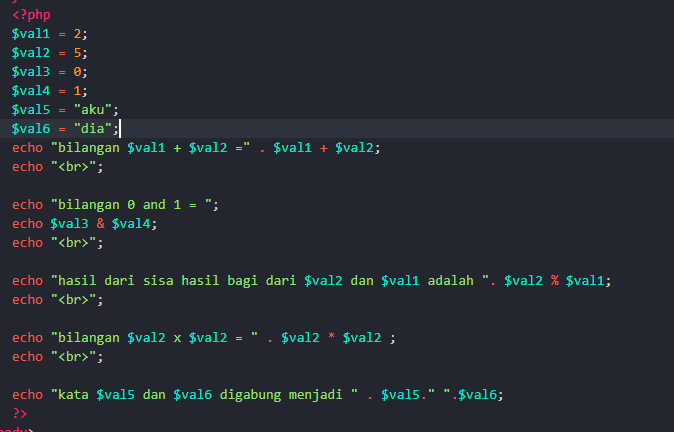 <?php
$val1 = 2;
$val2 = 5;
$val3 = 0;
$val4 = 1;
$val5 = "aku";
$val6 = "dia";
echo "bilangan $val1 + $val2 =" . $val1 + $val2;
echo "<br>";
echo "bilangan 0 and 1 = ";
echo $val3 & $val4;
echo "<br>";
echo "hasil dari sisa hasil bagi dari $val2 dan $val1 adalah ". $val2 % $val1;
echo "<br>";
echo "bilangan $val2 x $val2 = " . $val2 * $val2 ;
echo "<br>";
echo "kata $val5 dan $val6 digabung menjadi " . $val5." ".$val6;
?>